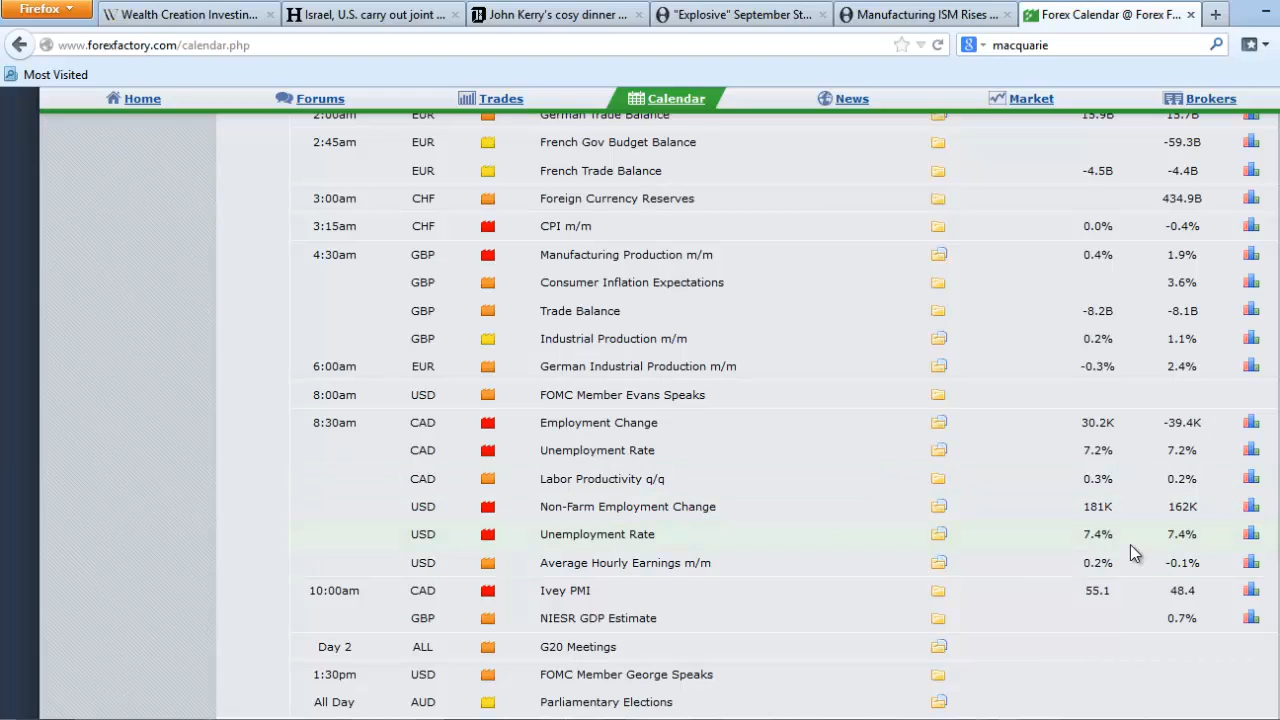 Firefox
Wealth Creation Investin...
Israel, U.S. carry out joint ...
John Kerry's cosy dinner ...
"Explosive" September St...
Manufacturing ISM Rises ...
Forex Calendar @ Forex F...
www.forexfactory.com/calendar.php
macquarie
Most Visited
Home Forums Trades Calendar News Market Brokers
2:00am EUR German Trade Balance 15.9B 15.7B
2:45am EUR French Gov Budget Balance -59.3B
EUR French Trade Balance -4.5B -4.4B
3:00am CHF Foreign Currency Reserves 434.9B
3:15am CHF CPI m/m 0.0% -0.4%
4:30am GBP Manufacturing Production m/m 0.4% 1.9%
GBP Consumer Inflation Expectations 3.6%
GBP Trade Balance -8.2B -8.1B
GBP Industrial Production m/m 0.2% 1.1%
6:00am EUR German Industrial Production m/m -0.3% 2.4%
8:00am USD FOMC Member Evans Speaks
8:30am CAD Employment Change 30.2K -39.4K
CAD Unemployment Rate 7.2% 7.2%
CAD Labor Productivity q/q 0.3% 0.2%
USD Non-Farm Employment Change 181K 162K
USD Unemployment Rate 7.4% 7.4%
USD Average Hourly Earnings m/m 0.2% -0.1%
10:00am CAD Ivey PMI 55.1 48.4
GBP NIESR GDP Estimate 0.7%
Day 2 ALL G20 Meetings
1:30pm USD FOMC Member George Speaks
All Day AUD Parliamentary Elections